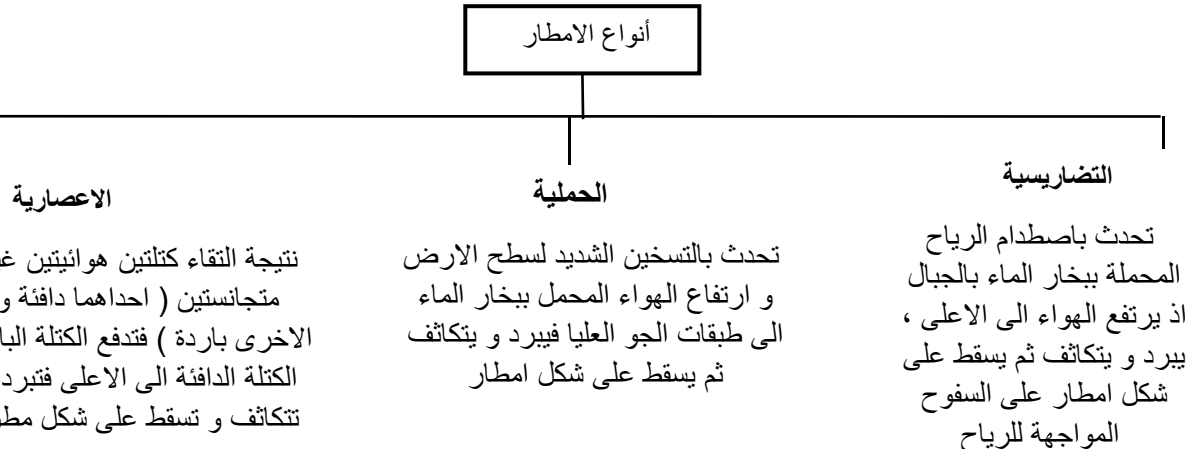 أنواع الامطار
التضاريسية
تحدث باصطدام الرياح
المحملة ببخار الماء بالجبال
اذ يرتفع الهواء الى الاعلى ،
يبرد و يتكاثف ثم يسقط على
شكل امطار على السفوح
المواجهة للرياح
الحملية
تحدث بالتسخين الشديد لسطح الارض
و ارتفاع الهواء المحمل ببخار الماء
الى طبقات الجو العليا فيبرد و يتكاثف
ثم يسقط على شكل امطار
الاعصارية
نتيجة التقاء كتلتين هوائيتين
متجانستين ( احداهما دافئة و
الاخرى باردة ) فتدفع الكتلة
الكتلة الدافئة الى الاعلى فتبرد
تتكاثف و تسقط على شكل